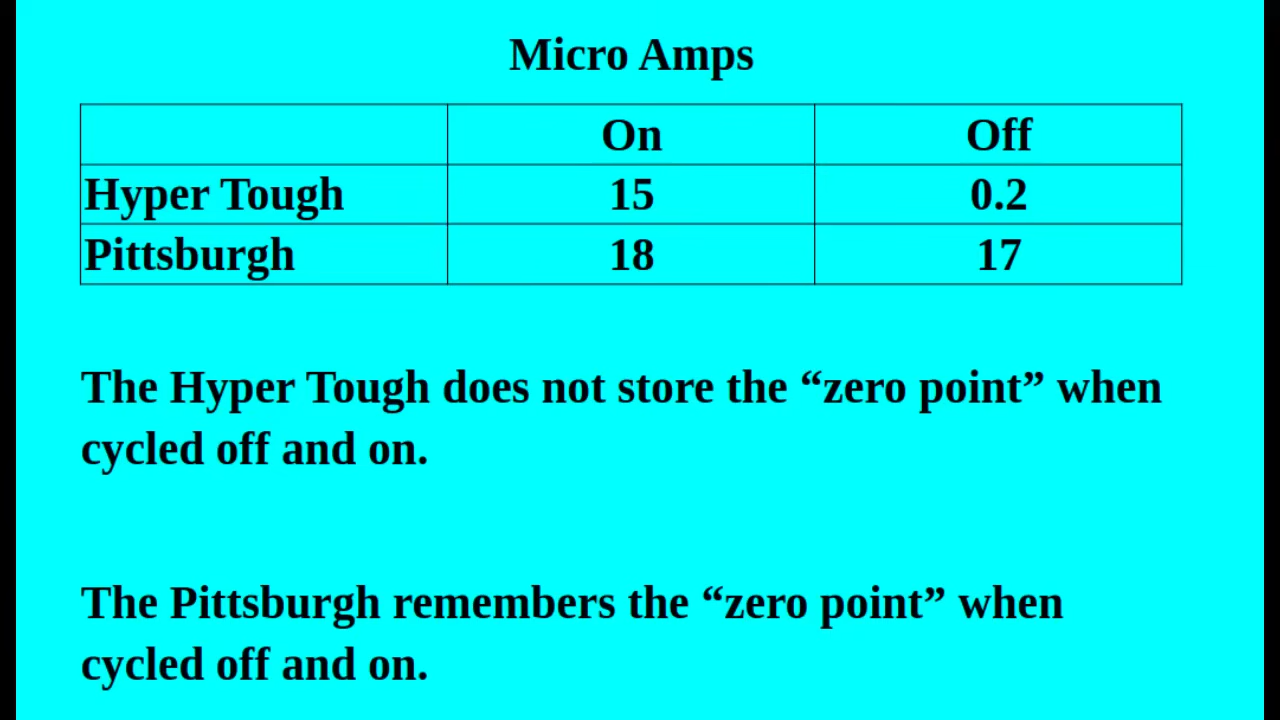 Micro Amps
On Off
Hyper Tough 15 0.2
Pittsburgh 18 17
The Hyper Tough does not store the “zero point” when
cycled off and on.
The Pittsburgh remembers the “zero point” when
cycled off and on.